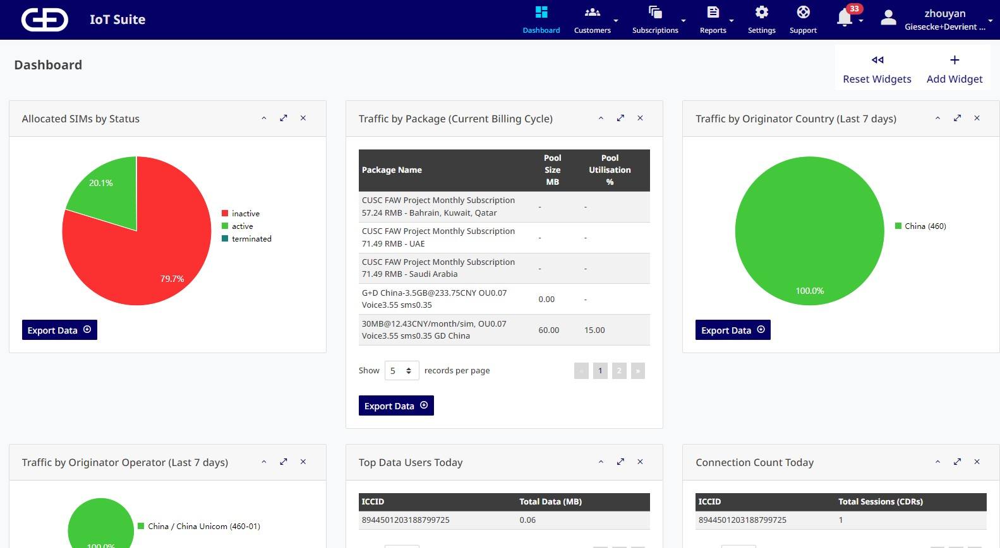 IoT Suite
Dashboard
Customers
Subscriptions
Reports
Settings
Support
33
zhouyan
Giesecke+Devrient ...
Dashboard
Reset Widgets
Add Widget
Allocated SIMs by Status
20.1%
79.7%
inactive
active
terminated
Export Data
Traffic by Package (Current Billing Cycle)
Package Name
Pool
Size
MB
Pool
Utilisation
%
CUSC FAW Project Monthly Subscription
57.24 RMB - Bahrain, Kuwait, Qatar
-
-
CUSC FAW Project Monthly Subscription
71.49 RMB - UAE
-
-
CUSC FAW Project Monthly Subscription
71.49 RMB - Saudi Arabia
-
-
G+D China-3.5GB@233.75CNY OU0.07
Voice3.55 sms0.35
0.00
-
30MB@12.43CNY/month/sim, OU0.07
Voice3.55 sms0.35 GD China
60.00
15.00
Show 5 records per page
« 1 2 »
Export Data
Traffic by Originator Country (Last 7 days)
100.0%
China (460)
Export Data
Traffic by Originator Operator (Last 7 days)
China / China Unicom (460-01)
100.0%
Top Data Users Today
ICCID Total Data (MB)
8944501203188799725 0.06
Connection Count Today
ICCID Total Sessions (CDRs)
8944501203188799725 1